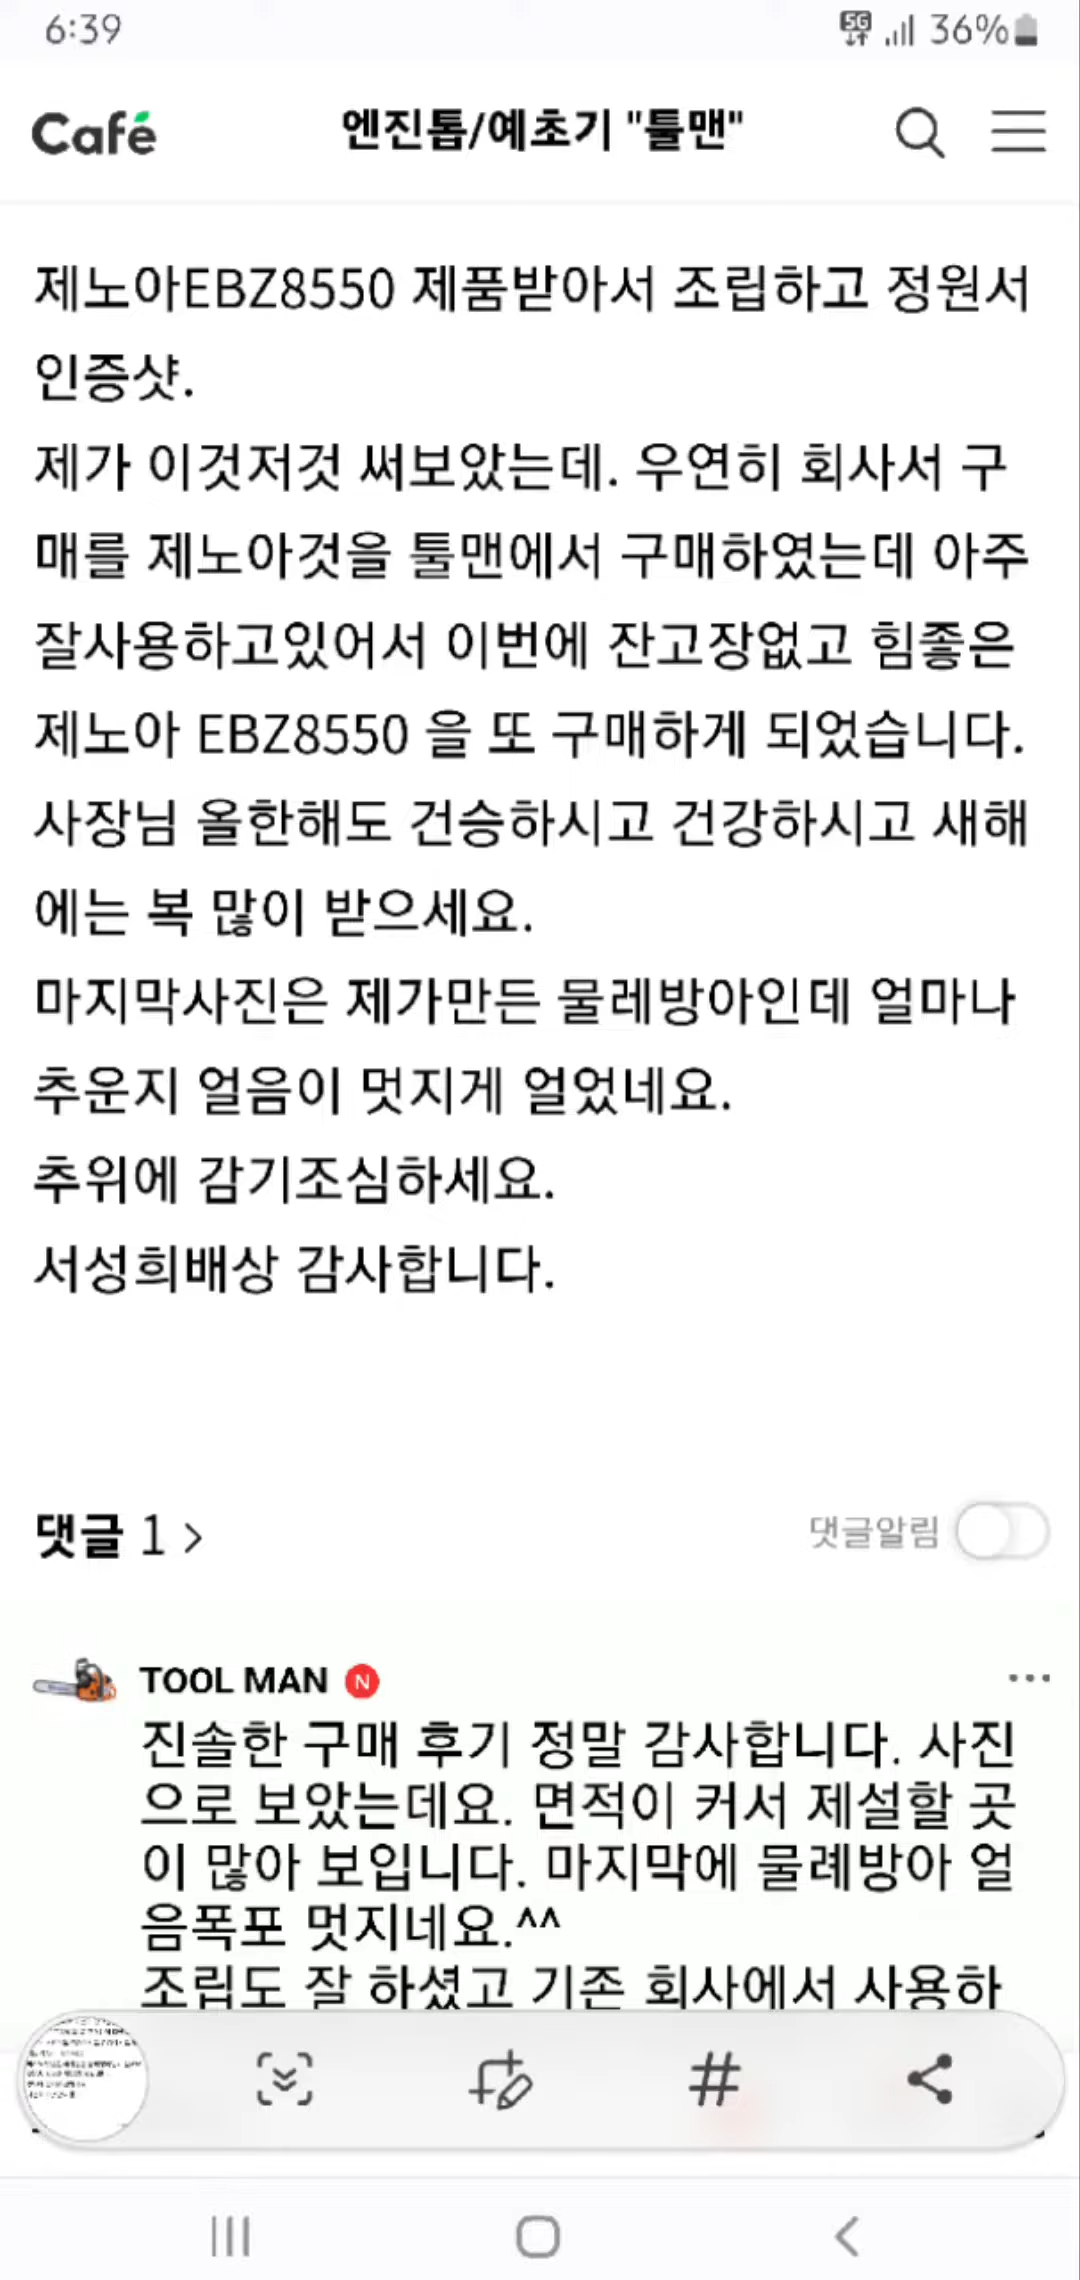 6:39
5G 36%
Café
엔진톱/예초기 "툴맨"
제노아EBZ8550 제품받아서 조립하고 정원서
인증샷.
제가 이것저것 써보았는데. 우연히 회사서 구
매를 제노아것을 툴맨에서 구매하였는데 아주
잘사용하고있어서 이번에 잔고장없고 힘좋은
제노아 EBZ8550 을 또 구매하게 되었습니다.
사장님 올한해도 건승하시고 건강하시고 새해
에는 복 많이 받으세요.
마지막사진은 제가만든 물레방아인데 얼마나
추운지 얼음이 멋지게 얼었네요.
추위에 감기조심하세요.
서성희배상 감사합니다.
댓글 1 >
댓글알림
TOOL MAN N
진솔한 구매 후기 정말 감사합니다. 사진
으로 보았는데요. 면적이 커서 제설할 곳
이 많아 보입니다. 마지막에 물례방아 얼
음폭포 멋지네요.^^
조립도 잘 하셨고 기존 회사에서 사용하